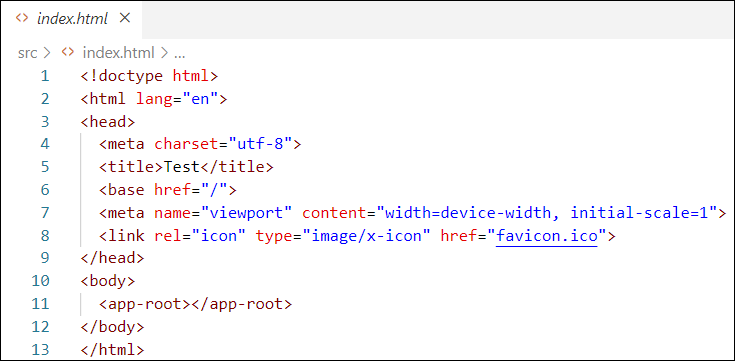 <> index.html ×
src > <> index.html > ...
1 <!doctype html>
2 <html lang="en">
3 <head>
4   <meta charset="utf-8">
5   <title>Test</title>
6   <base href="/">
7   <meta name="viewport" content="width=device-width, initial-scale=1">
8   <link rel="icon" type="image/x-icon" href="favicon.ico">
9 </head>
10 <body>
11   <app-root></app-root>
12 </body>
13 </html>